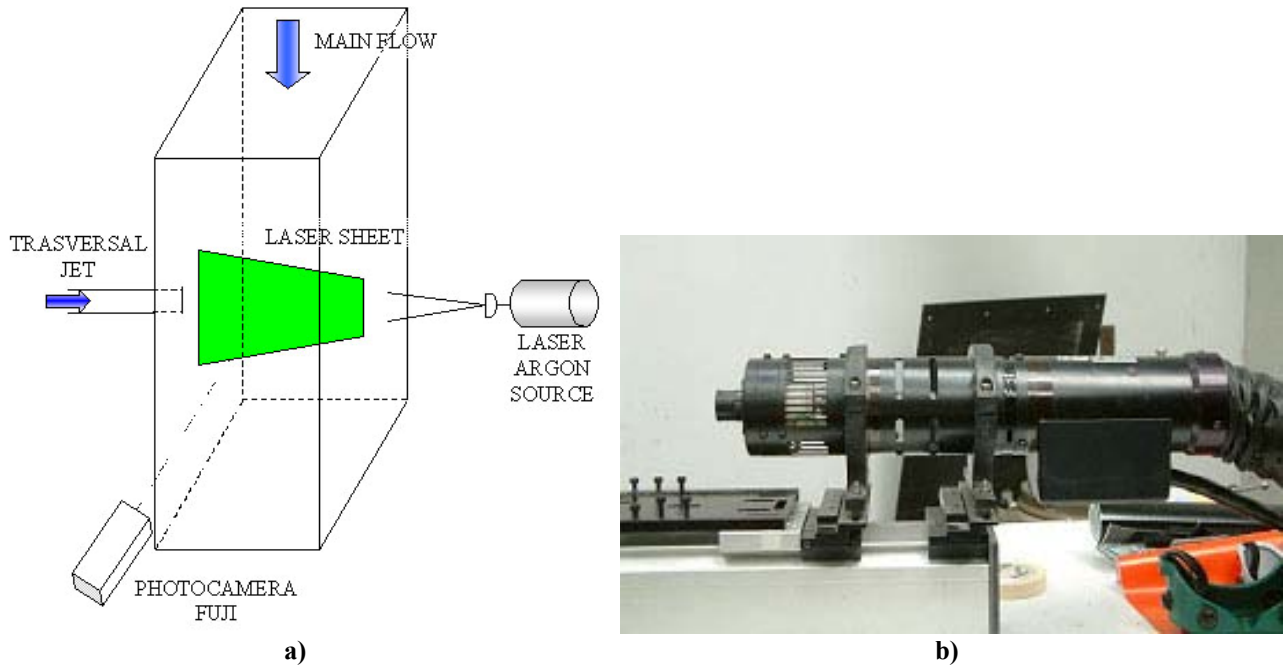 MAIN FLOW
TRASVERSAL
JET
LASER SHEET
LASER
ARGON
SOURCE
PHOTOCAMERA
FUJI
a)
b)